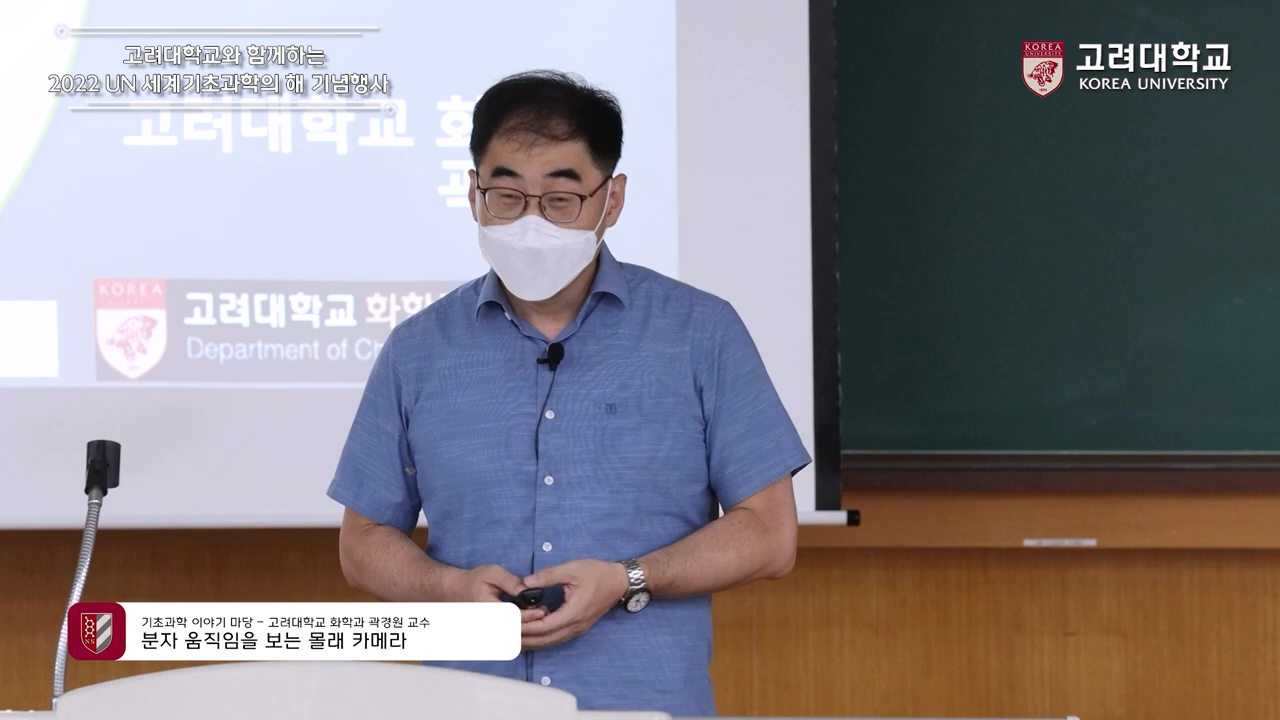 고려대학교와 함께하는
2022 UN 세계기초과학의 해 기념행사
KOREA
UNIVERSITY
고려대학교
KOREA UNIVERSITY
고려대학교
KOREA
고려대학교
Department of
기초과학 이야기 마당 - 고려대학교 화학과 곽경원 교수
분자 움직임을 보는 몰래 카메라
NS